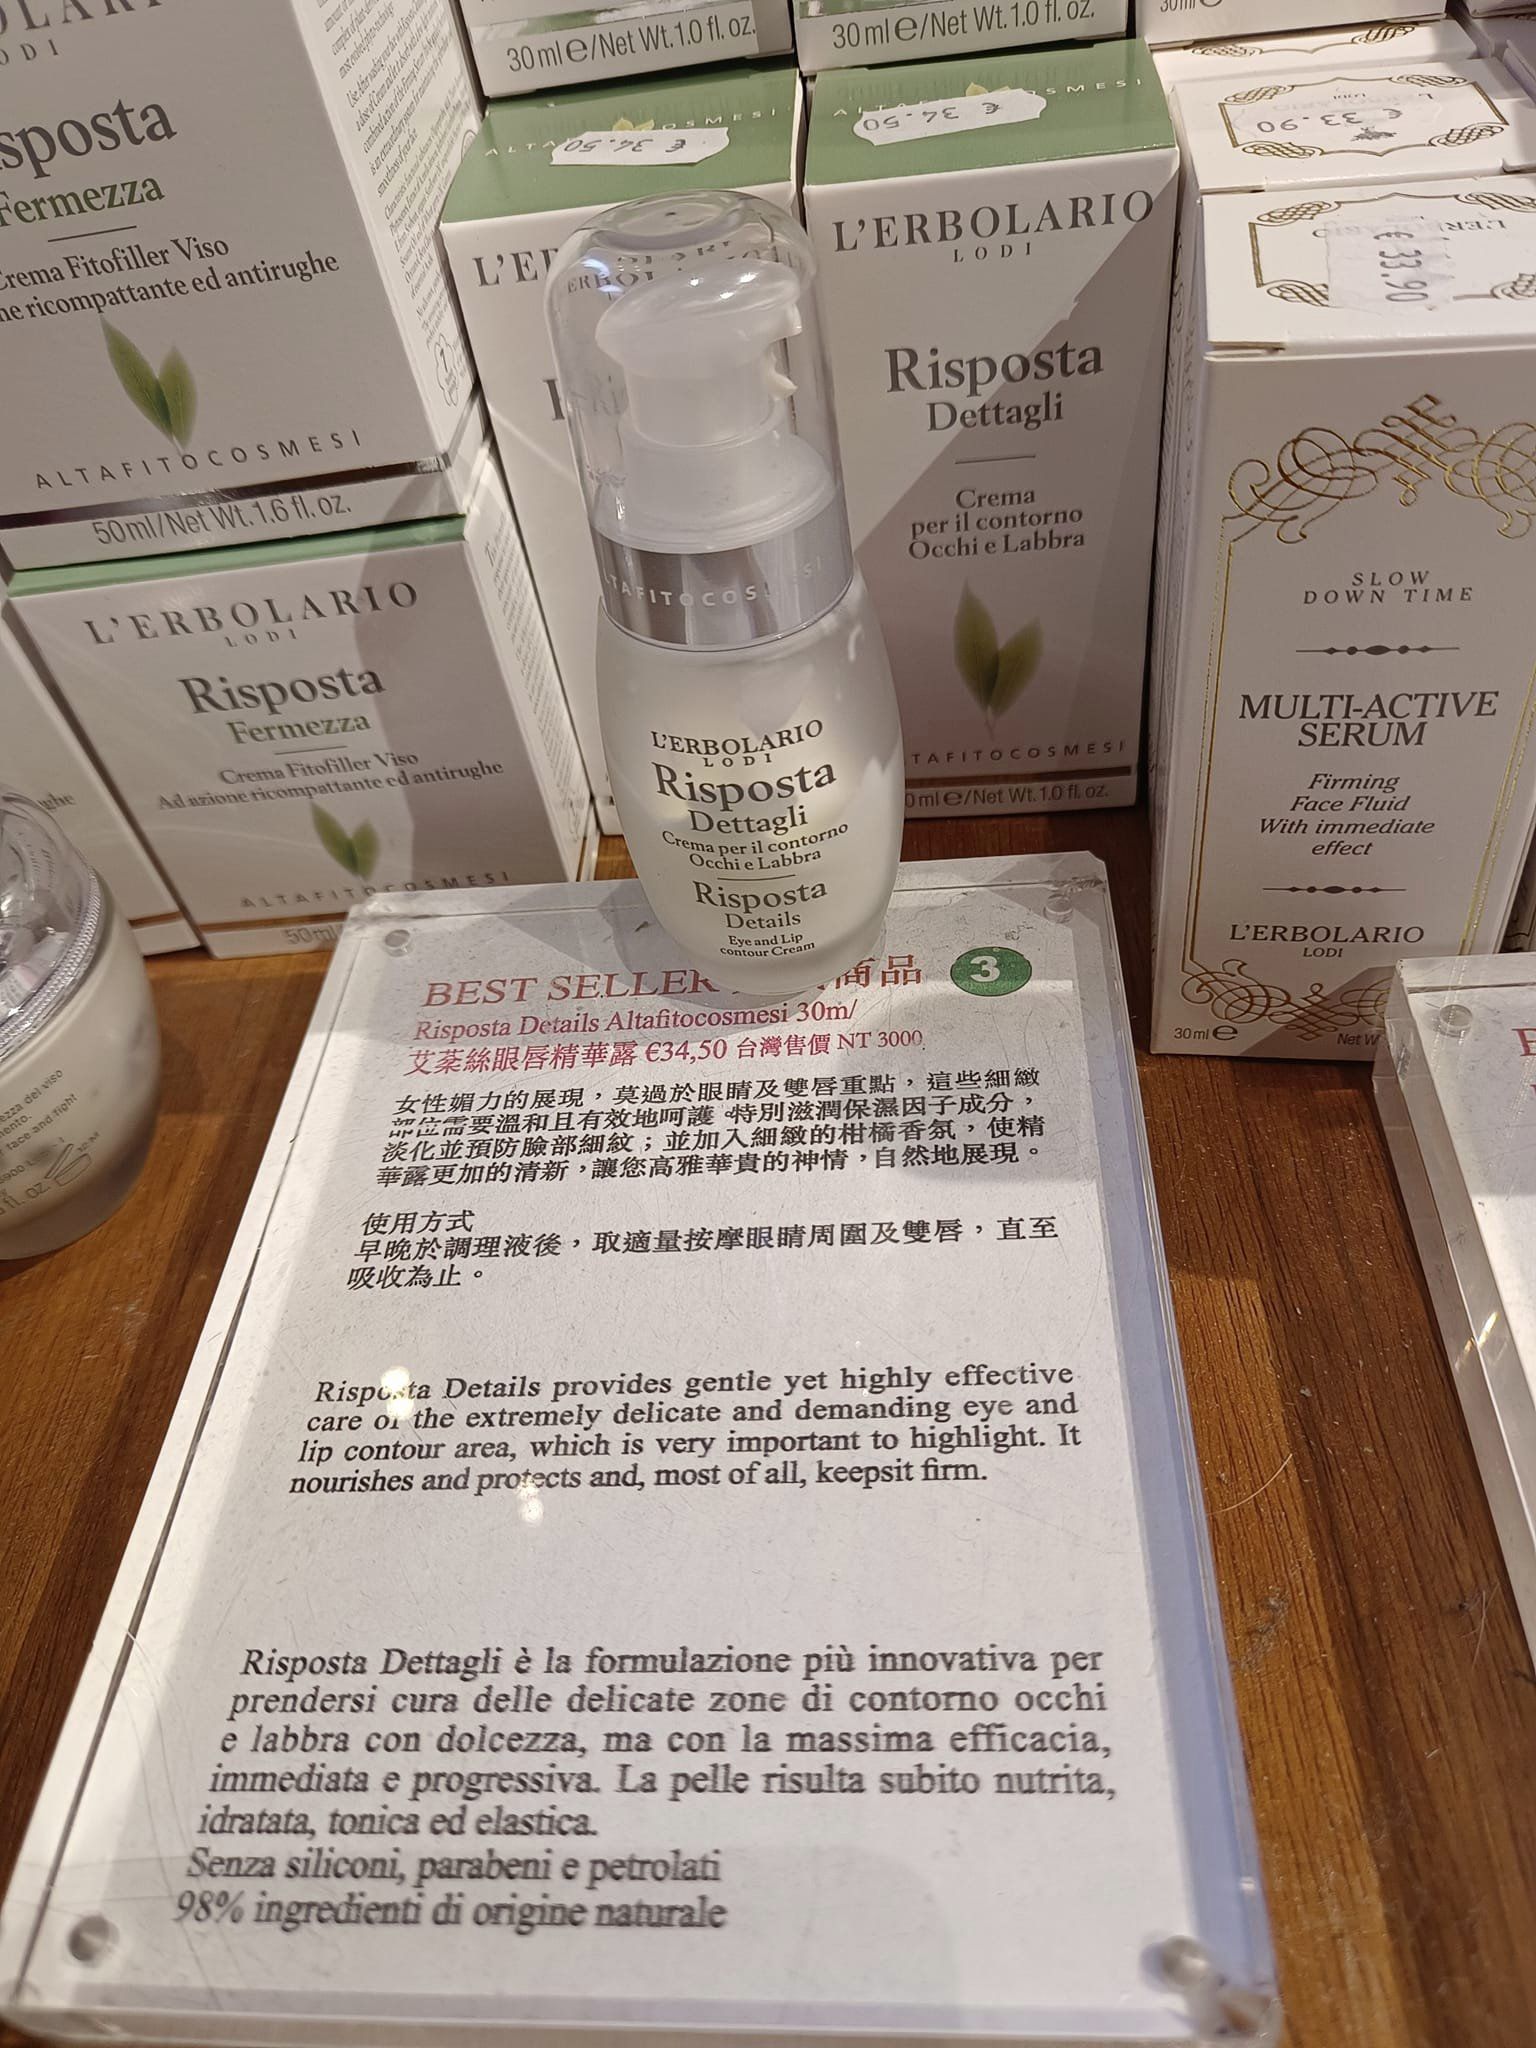 30ml e/Net Wt. 1.0 fl. oz.
30ml e/Net Wt. 1.0 fl. oz.
30ml e
LODI
Fermezza
Crema Fitofiller Viso
ricompattante ed antirughe
ALTAFITOCOSMESI
50ml/Net Wt. 1.6 fl. oz.
€ 34.50
€ 34.50
€ 33.90
€ 33.90
L'ERBOLARIO
LODI
Risposta
Fermezza
Crema Fitofiller Viso
Ad azione ricompattante ed antirughe
ALTAFITOCOSMESI
50ml
L'ERBOLARIO
LODI
Risposta
Dettagli
Crema
per il contorno
Occhi e Labbra
/Net Wt. 1.0 fl. oz.
SLOW
DOWN TIME
MULTI-ACTIVE
SERUM
Firming
Face Fluid
With immediate
effect
L'ERBOLARIO
LODI
30ml e
Net W
L'ERBOLARIO
LODI
Risposta
Dettagli
Crema per il contorno
Occhi e Labbra
Risposta
Details
Eye and Lip
contour Cream
BEST SELLER 商品 3
Risposta Details Altafitocosmesi 30m/
艾萊絲眼唇精華露 €34,50 台灣售價 NT 3000
女性媚力的展現，莫過於眼睛及雙唇重點，這些細緻
部位需要溫和且有效地呵護。特別滋潤保濕因子成分，
淡化並預防臉部細紋；並加入細緻的柑橘香氛，使精
華露更加的清新，讓您高雅華貴的神情，自然地展現。
使用方式
早晚於調理液後，取適量按摩眼睛周圍及雙唇，直至
吸收為止。
Risposta Details provides gentle yet highly effective
care of the extremely delicate and demanding eye and
lip contour area, which is very important to highlight. It
nourishes and protects and, most of all, keepsit firm.
Risposta Dettagli è la formulazione più innovativa per
prendersi cura delle delicate zone di contorno occhi
e labbra con dolcezza, ma con la massima efficacia,
immediata e progressiva. La pelle risulta subito nutrita,
idratata, tonica ed elastica.
Senza siliconi, parabeni e petrolati
98% ingredienti di origine naturale